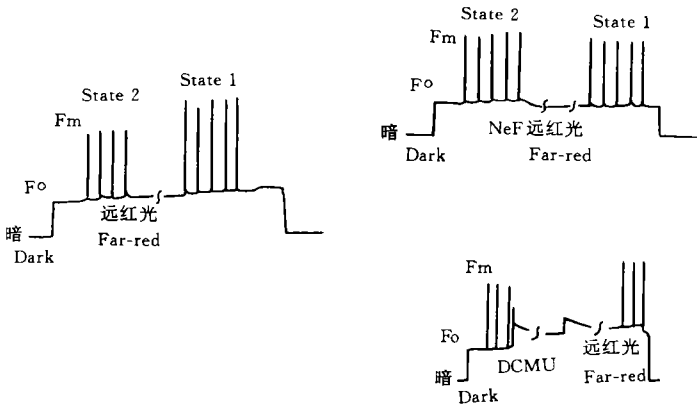 State 2
State 1
Fm
Fo
远红光
暗
Far-red
Dark
State 2
State 1
Fm
Fo
暗
NeF 远红光
Dark
Far-red
Fm
Fo
远红光
DCMU
暗
Far-red
Dark